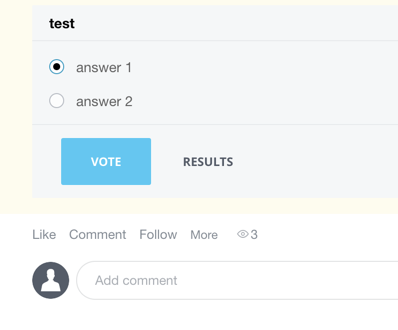 test
answer 1
answer 2
VOTE RESULTS
Like Comment Follow More 3
Add comment